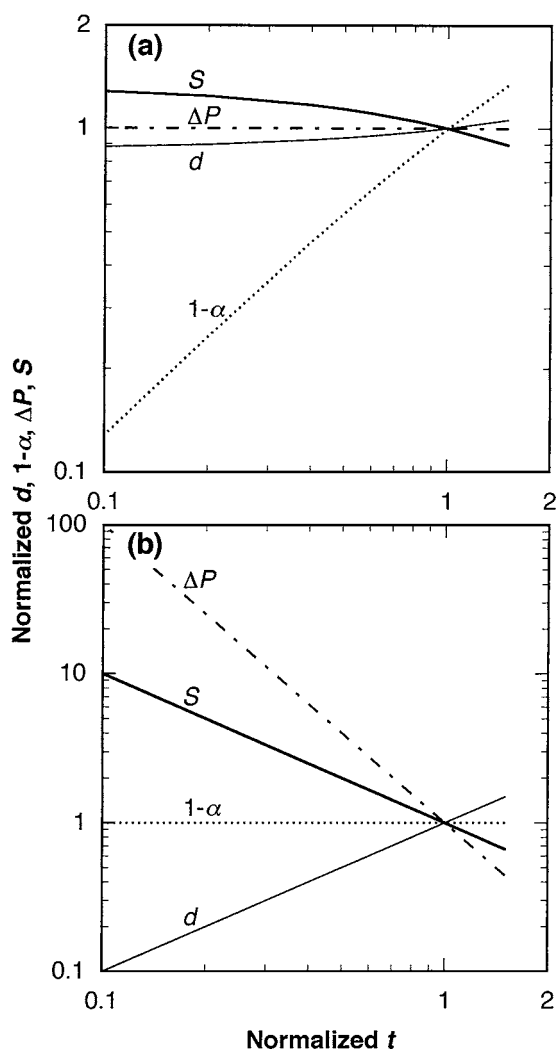 2
(a)
S
ΔP
1
d
1-α
0.1
0.1 1 2
100
(b)
ΔP
10
S
1-α
1
d
0.1
0.1 1 2
Normalized t
Normalized d, 1-α, ΔP, S